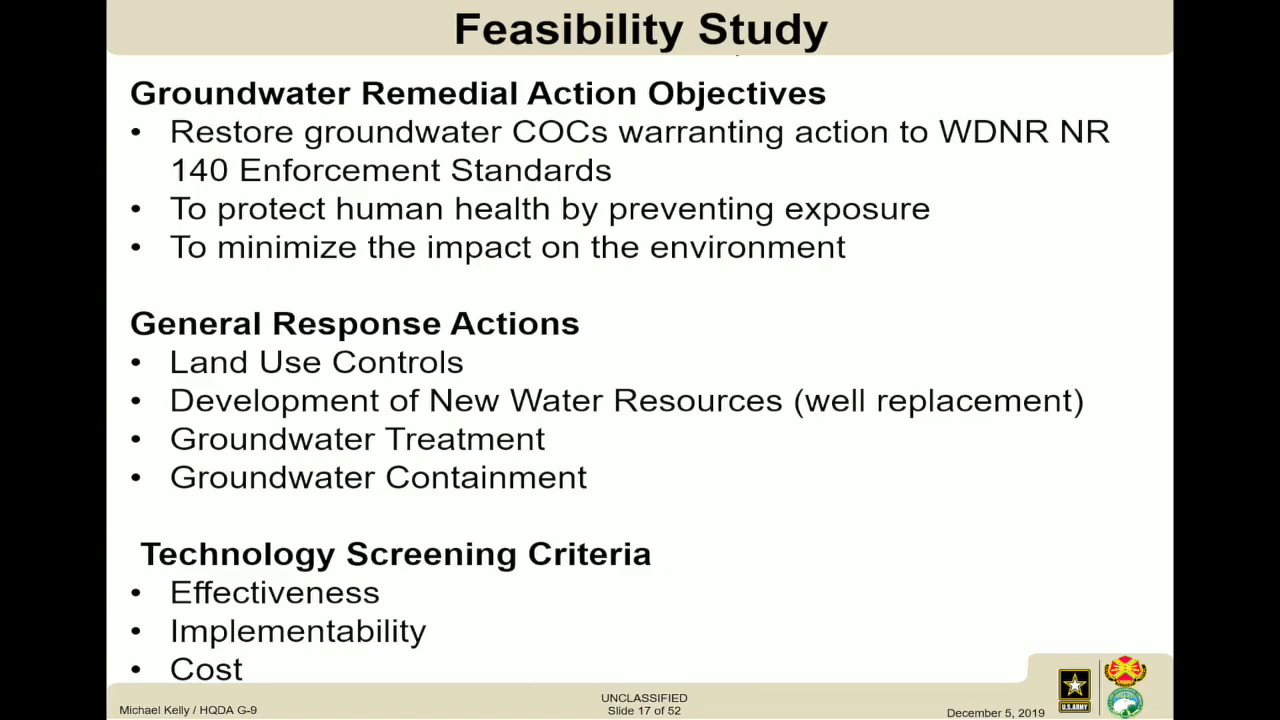 Feasibility Study
Groundwater Remedial Action Objectives
• Restore groundwater COCs warranting action to WDNR NR
140 Enforcement Standards
• To protect human health by preventing exposure
• To minimize the impact on the environment
General Response Actions
• Land Use Controls
• Development of New Water Resources (well replacement)
• Groundwater Treatment
• Groundwater Containment
Technology Screening Criteria
• Effectiveness
• Implementability
• Cost
Michael Kelly / HQDA G-9
UNCLASSIFIED
Slide 17 of 52
December 5, 2019
U.S. ARMY